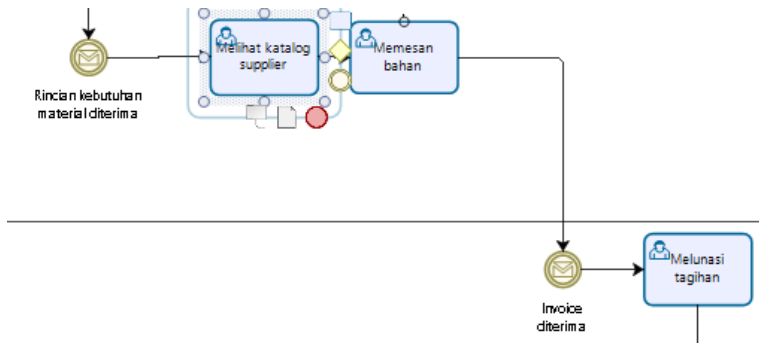 Melihat katalog
supplier
Memesan
bahan
Rincian kebutuhan
material diterima
Melunasi
tagihan
Invoice
diterima